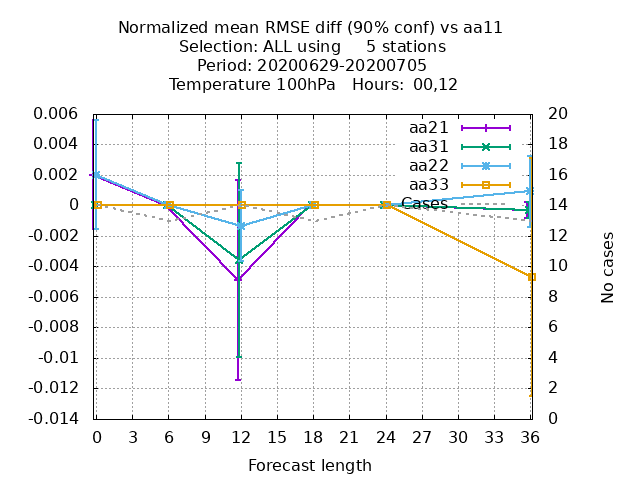 Normalized mean RMSE diff (90% conf) vs aa11
Selection: ALL using     5 stations
Period: 20200629-20200705
Temperature 100hPa   Hours:  00,12
0.006
0.004
0.002
0
-0.002
-0.004
-0.006
-0.008
-0.01
-0.012
-0.014
aa21
aa31
aa22
aa33
Cases
20
18
16
14
12
10
8
6
4
2
0
No cases
0 3 6 9 12 15 18 21 24 27 30 33 36
Forecast length